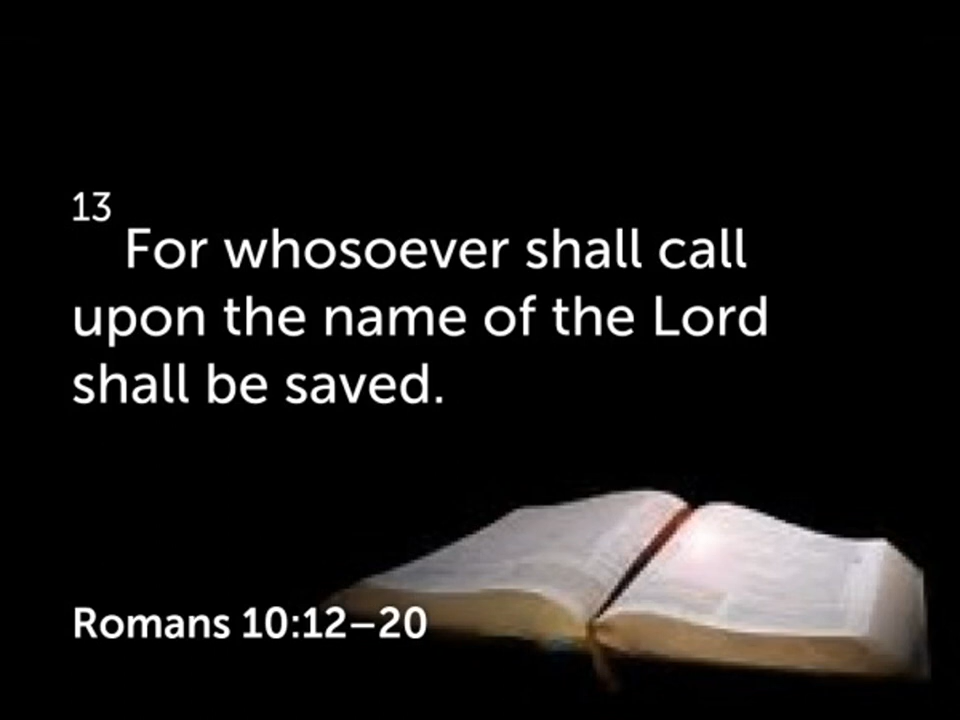 13
For whosoever shall call
upon the name of the Lord
shall be saved.
Romans 10:12–20